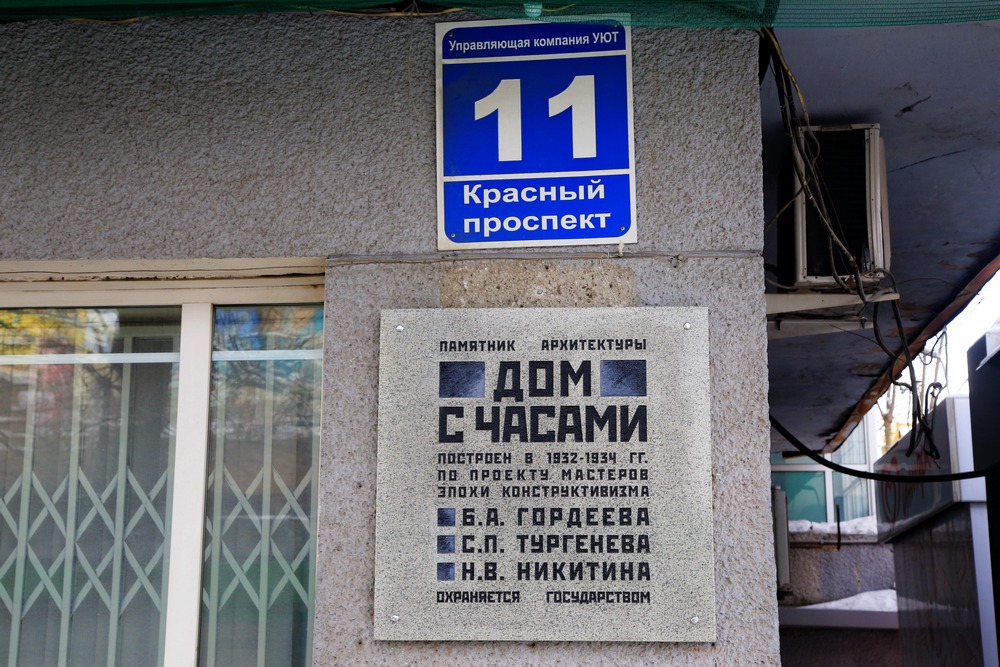 Управляющая компания УЮТ
11
Красный
проспект
ПАМЯТНИК АРХИТЕКТУРЫ
ДОМ
С ЧАСАМИ
ПОСТРОЕН В 1932-1934 ГГ.
ПО ПРОЕКТУ МАСТЕРОВ
ЭПОХИ КОНСТРУКТИВИЗМА
Б.А. ГОРДЕЕВА
С.П. ТУРГЕНЕВА
Н.В. НИКИТИНА
ОХРАНЯЕТСЯ ГОСУДАРСТВОМ